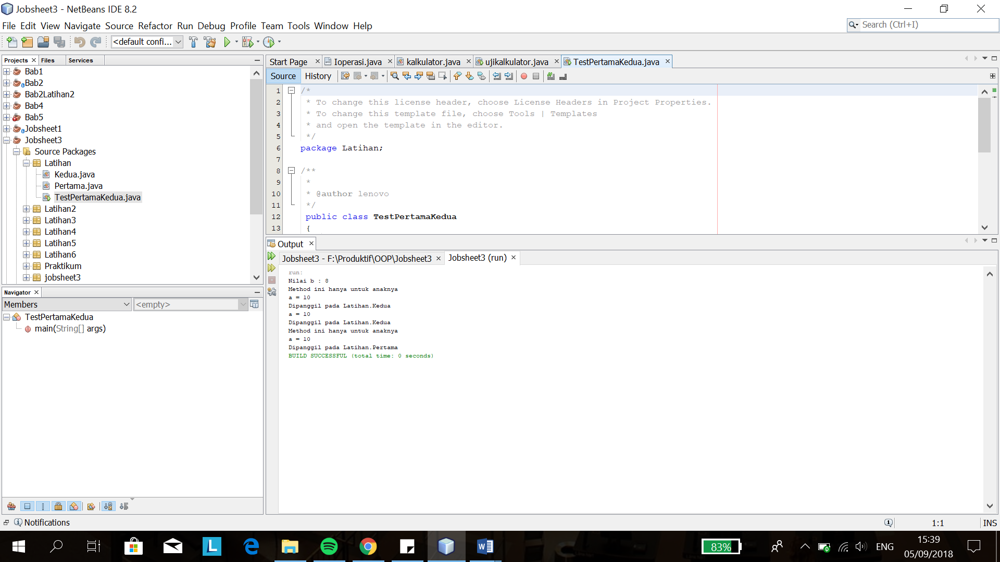 Jobsheet3 - NetBeans IDE 8.2
File Edit View Navigate Source Refactor Run Debug Profile Team Tools Window Help
Search (Ctrl+I)
<default confi...
Projects Files Services
Bab1
Bab2
Bab2Latihan2
Bab4
Bab5
Jobsheet1
Jobsheet3
Source Packages
Latihan
Kedua.java
Pertama.java
TestPertamaKedua.java
Latihan2
Latihan3
Latihan4
Latihan5
Latihan6
Praktikum
jobsheet3
Navigator
Members <empty>
TestPertamaKedua
main(String[] args)
Start Page Ioperasi.java kalkulator.java ujikalkulator.java TestPertamaKedua.java
Source History
1 /*
2 * To change this license header, choose License Headers in Project Properties.
3 * To change this template file, choose Tools | Templates
4 * and open the template in the editor.
5 */
6 package Latihan;
7
8 /**
9 *
10 * @author lenovo
11 */
12 public class TestPertamaKedua
13 {
Output
Jobsheet3 - F:\Produktif\OOP\Jobsheet3 Jobsheet3 (run)
run:
Nilai b : 8
Method ini hanya untuk anaknya
a = 10
Dipanggil pada Latihan.Kedua
a = 10
Dipanggil pada Latihan.Kedua
Method ini hanya untuk anaknya
a = 10
Dipanggil pada Latihan.Pertama
BUILD SUCCESSFUL (total time: 0 seconds)
Notifications
1:1 INS
83% ENG
15:39
05/09/2018